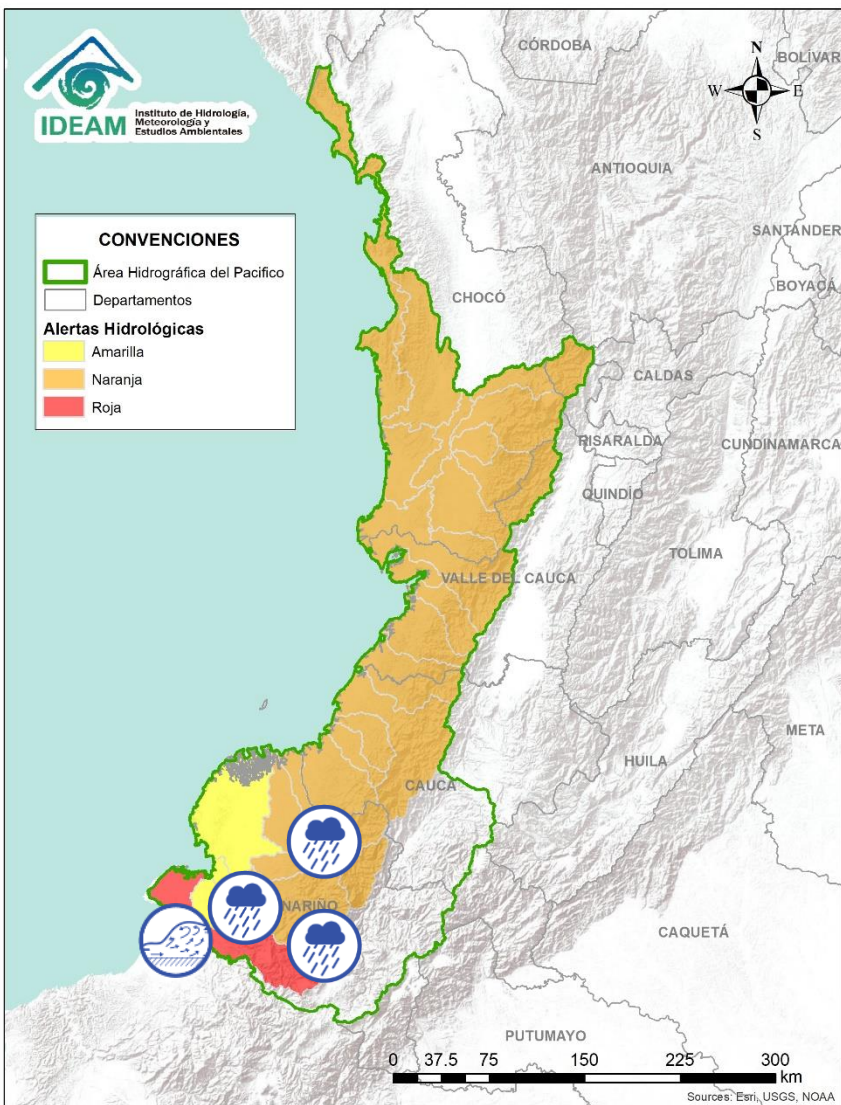 IDEAM
Instituto de Hidrología,
Meteorología y
Estudios Ambientales
CONVENCIONES
Área Hidrográfica del Pacifico
Departamentos
Alertas Hidrológicas
Amarilla
Naranja
Roja
N
W E
S
CÓRDOBA
BOLÍVAR
ANTIOQUIA
SANTANDER
BOYACÁ
CHOCÓ
CALDAS
RISARALDA
CUNDINAMARCA
QUINDÍO
TOLIMA
VALLE DEL CAUCA
META
HUILA
CAUCA
NARIÑO
CAQUETÁ
PUTUMAYO
0 37.5 75 150 225 300
km
Sources: Esri, USGS, NOAA